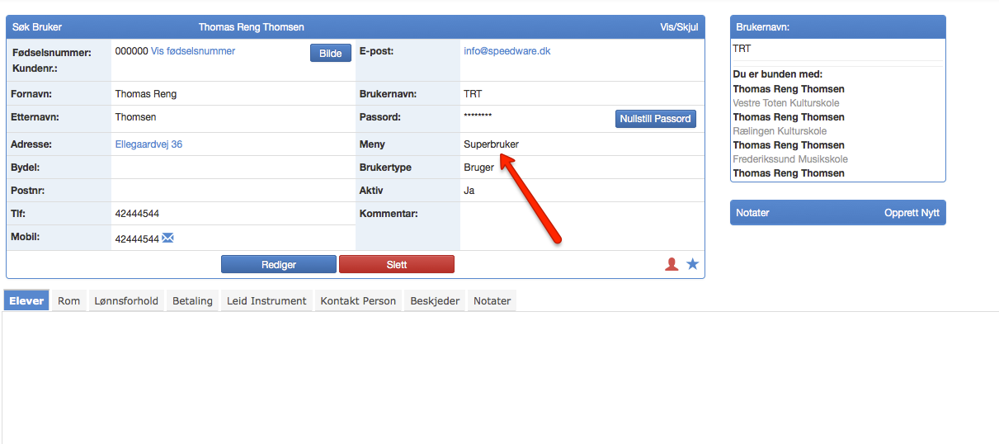 Søk Bruker Thomas Reng Thomsen Vis/Skjul
Fødselsnummer: 000000 Vis fødselsnummer Bilde E-post: info@speedware.dk
Kundenr.:
Fornavn: Thomas Reng Brukernavn: TRT
Etternavn: Thomsen Passord: ******** Nullstill Passord
Adresse: Ellegaardvej 36 Meny Superbruker
Bydel: Brukertype Bruger
Postnr: Aktiv Ja
Tlf: 42444544 Kommentar:
Mobil: 42444544
Rediger Slett
Elever Rom Lønnsforhold Betaling Leid Instrument Kontakt Person Beskjeder Notater
Brukernavn:
TRT
Du er bunden med:
Thomas Reng Thomsen
Vestre Toten Kulturskole
Thomas Reng Thomsen
Rælingen Kulturskole
Thomas Reng Thomsen
Frederikssund Musikskole
Thomas Reng Thomsen
Notater Opprett Nytt